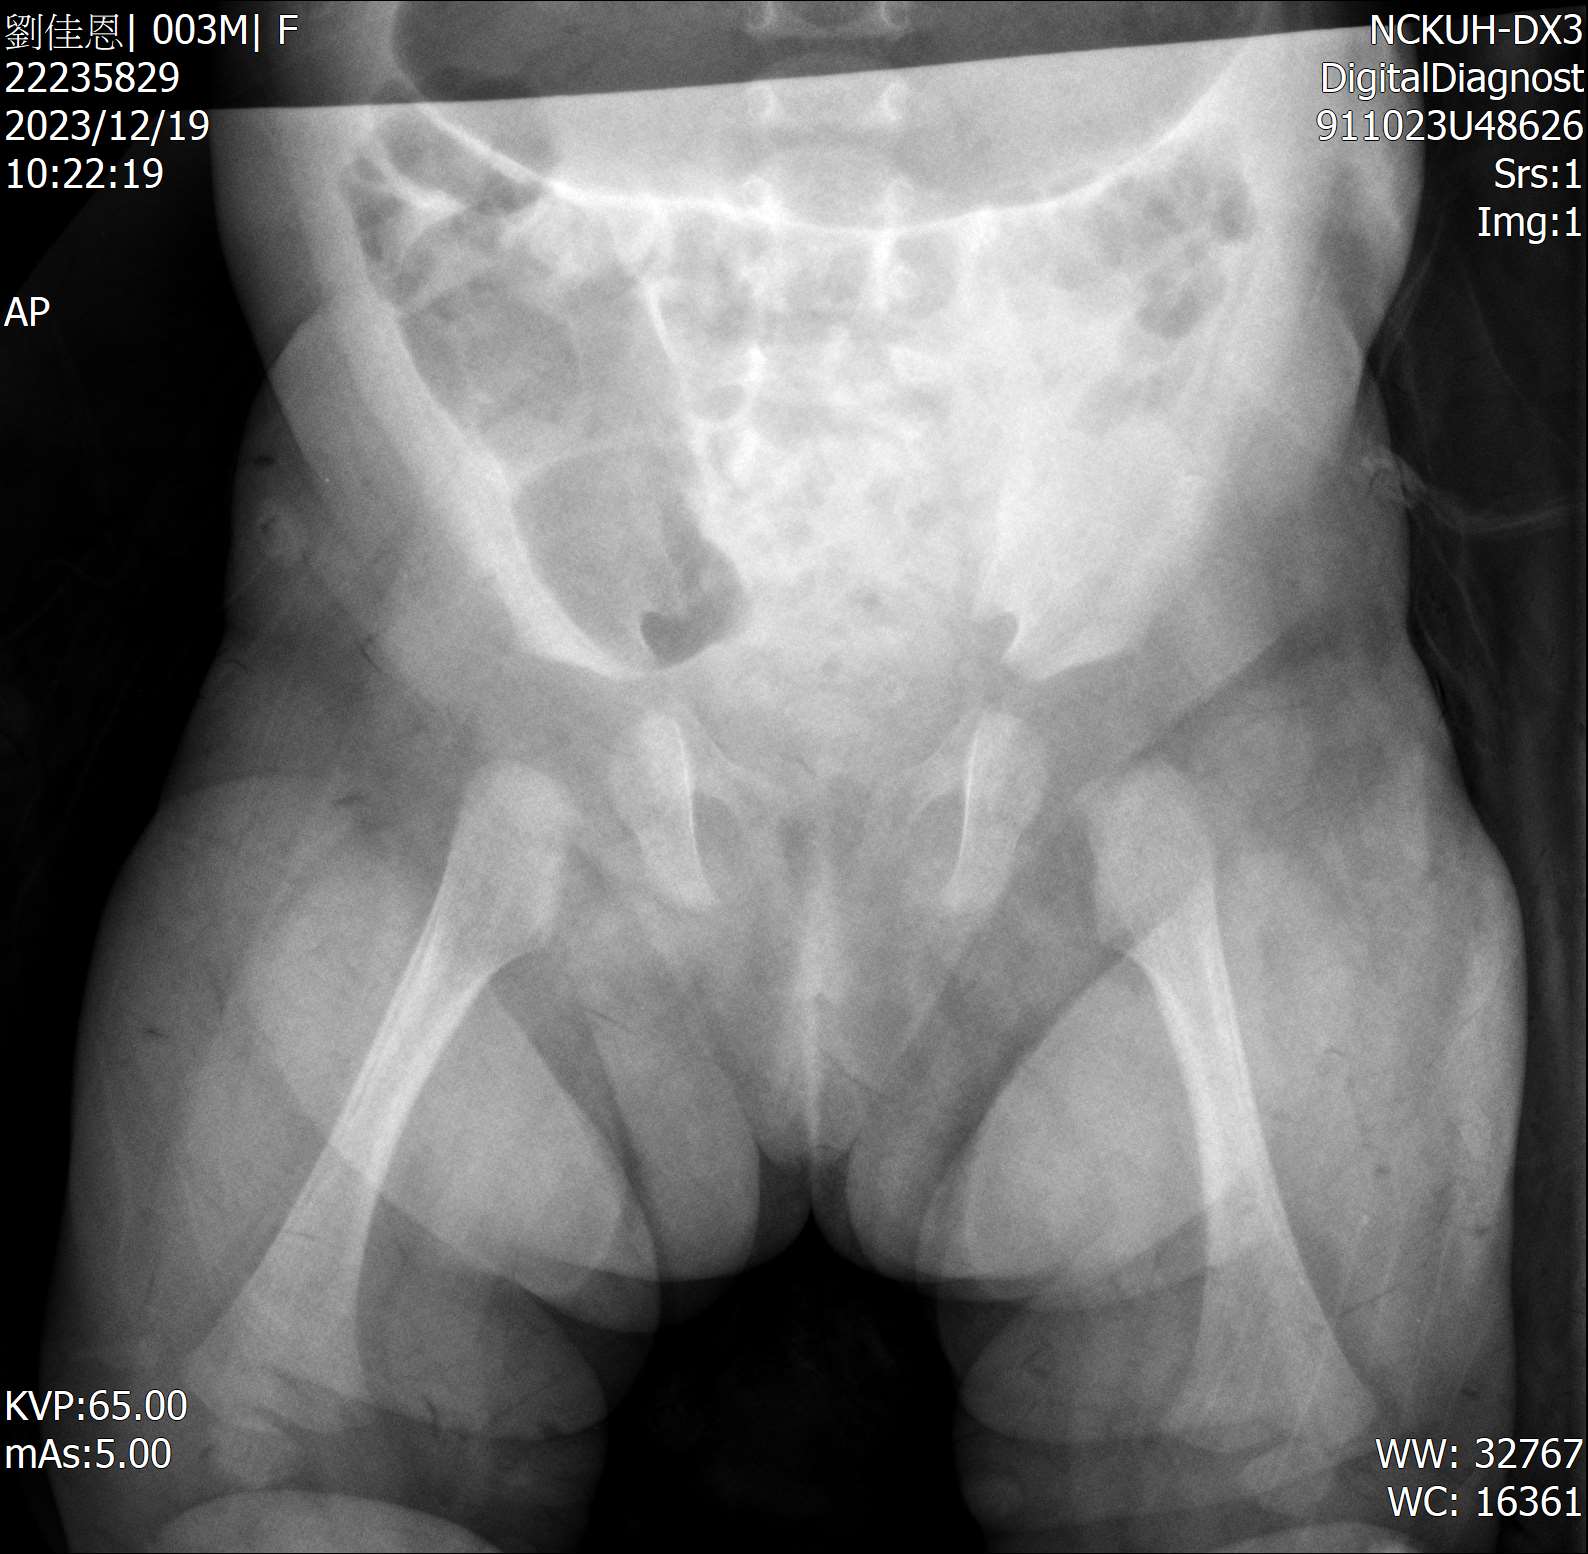 劉佳恩| 003M| F
22235829
2023/12/19
10:22:19
AP
NCKUH-DX3
DigitalDiagnost
911023U48626
Srs:1
Img:1
KVP:65.00
mAs:5.00
WW: 32767
WC: 16361